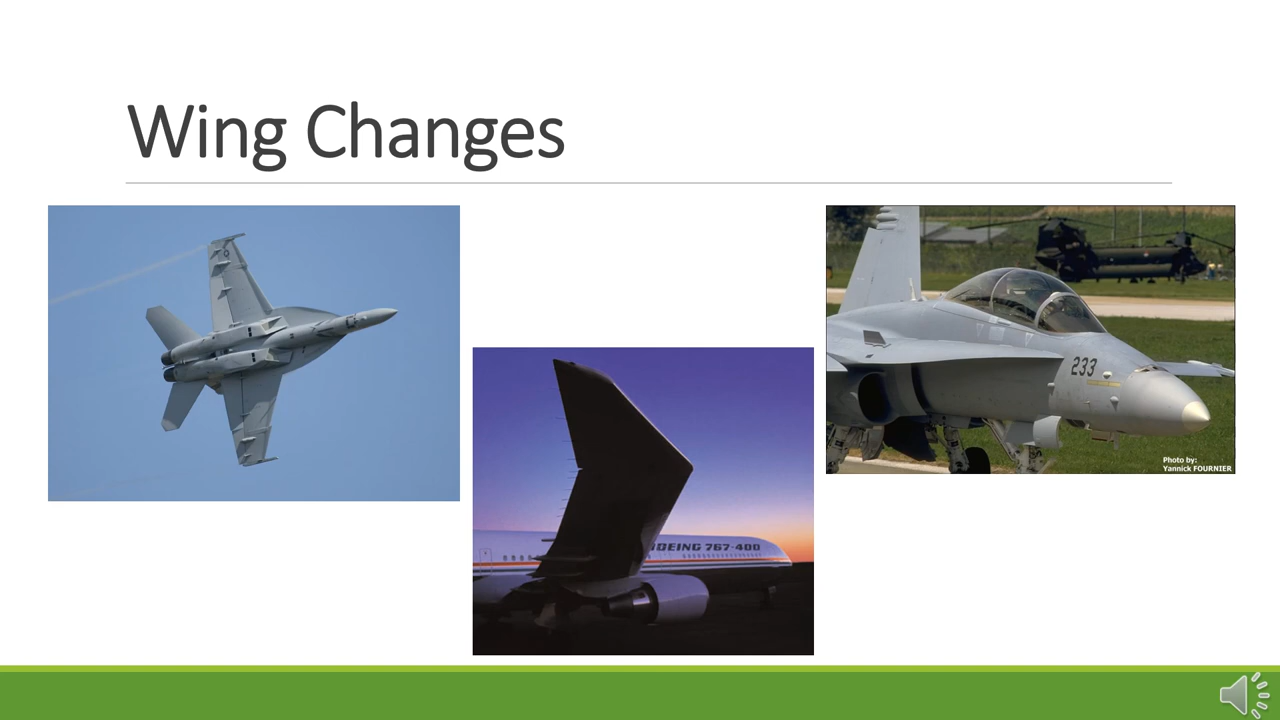 Wing Changes
233
Photo by:
Yannick FOURNIER
BOEING 767-400